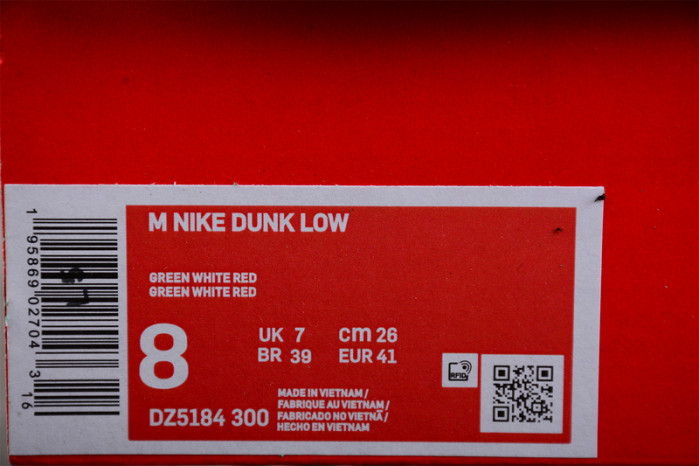 M NIKE DUNK LOW
GREEN WHITE RED
GREEN WHITE RED
8
UK 7 cm 26
BR 39 EUR 41
DZ5184 300
MADE IN VIETNAM /
FABRIQUE AU VIETNAM /
FABRICADO NO VIETNÃ /
HECHO EN VIETNAM
RFID
1 95869 02704 3 16